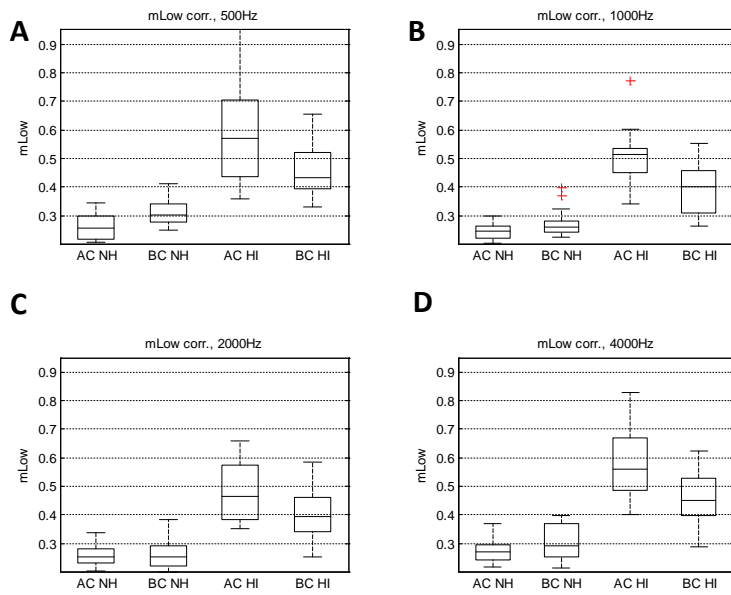 A
mLow corr., 500Hz
0.9
0.8
0.7
0.6
0.5
0.4
0.3
mLow
AC NH BC NH AC HI BC HI
B
mLow corr., 1000Hz
0.9
0.8
0.7
0.6
0.5
0.4
0.3
mLow
AC NH BC NH AC HI BC HI
C
mLow corr., 2000Hz
0.9
0.8
0.7
0.6
0.5
0.4
0.3
mLow
AC NH BC NH AC HI BC HI
D
mLow corr., 4000Hz
0.9
0.8
0.7
0.6
0.5
0.4
0.3
mLow
AC NH BC NH AC HI BC HI